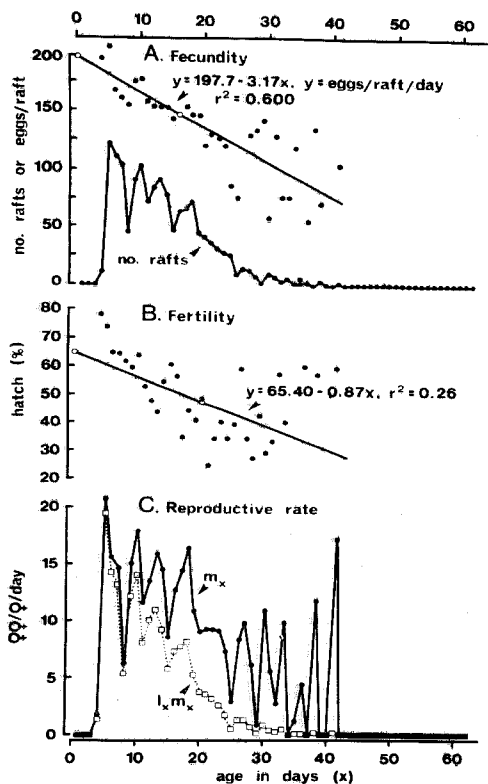 0 10 20 30 40 50 60
A. Fecundity
y=197.7-3.17x, y=eggs/raft/day
r²=0.600
no. rafts or eggs/raft
200
150
100
50
0
no. rafts
B. Fertility
y=65.40-0.87x, r²=0.26
hatch (%)
80
70
60
50
40
30
20
C. Reproductive rate
♀♀/♀/day
20
15
10
5
0
mx
lxmx
0 10 20 30 40 50 60
age in days (x)